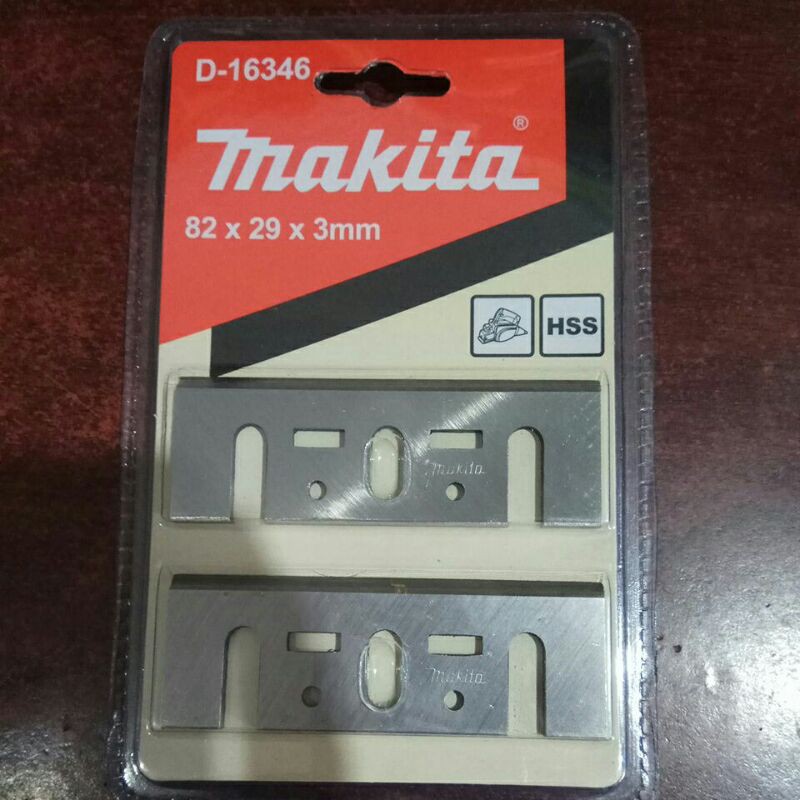 D-16346
makita®
82 x 29 x 3mm
HSS
makita
makita